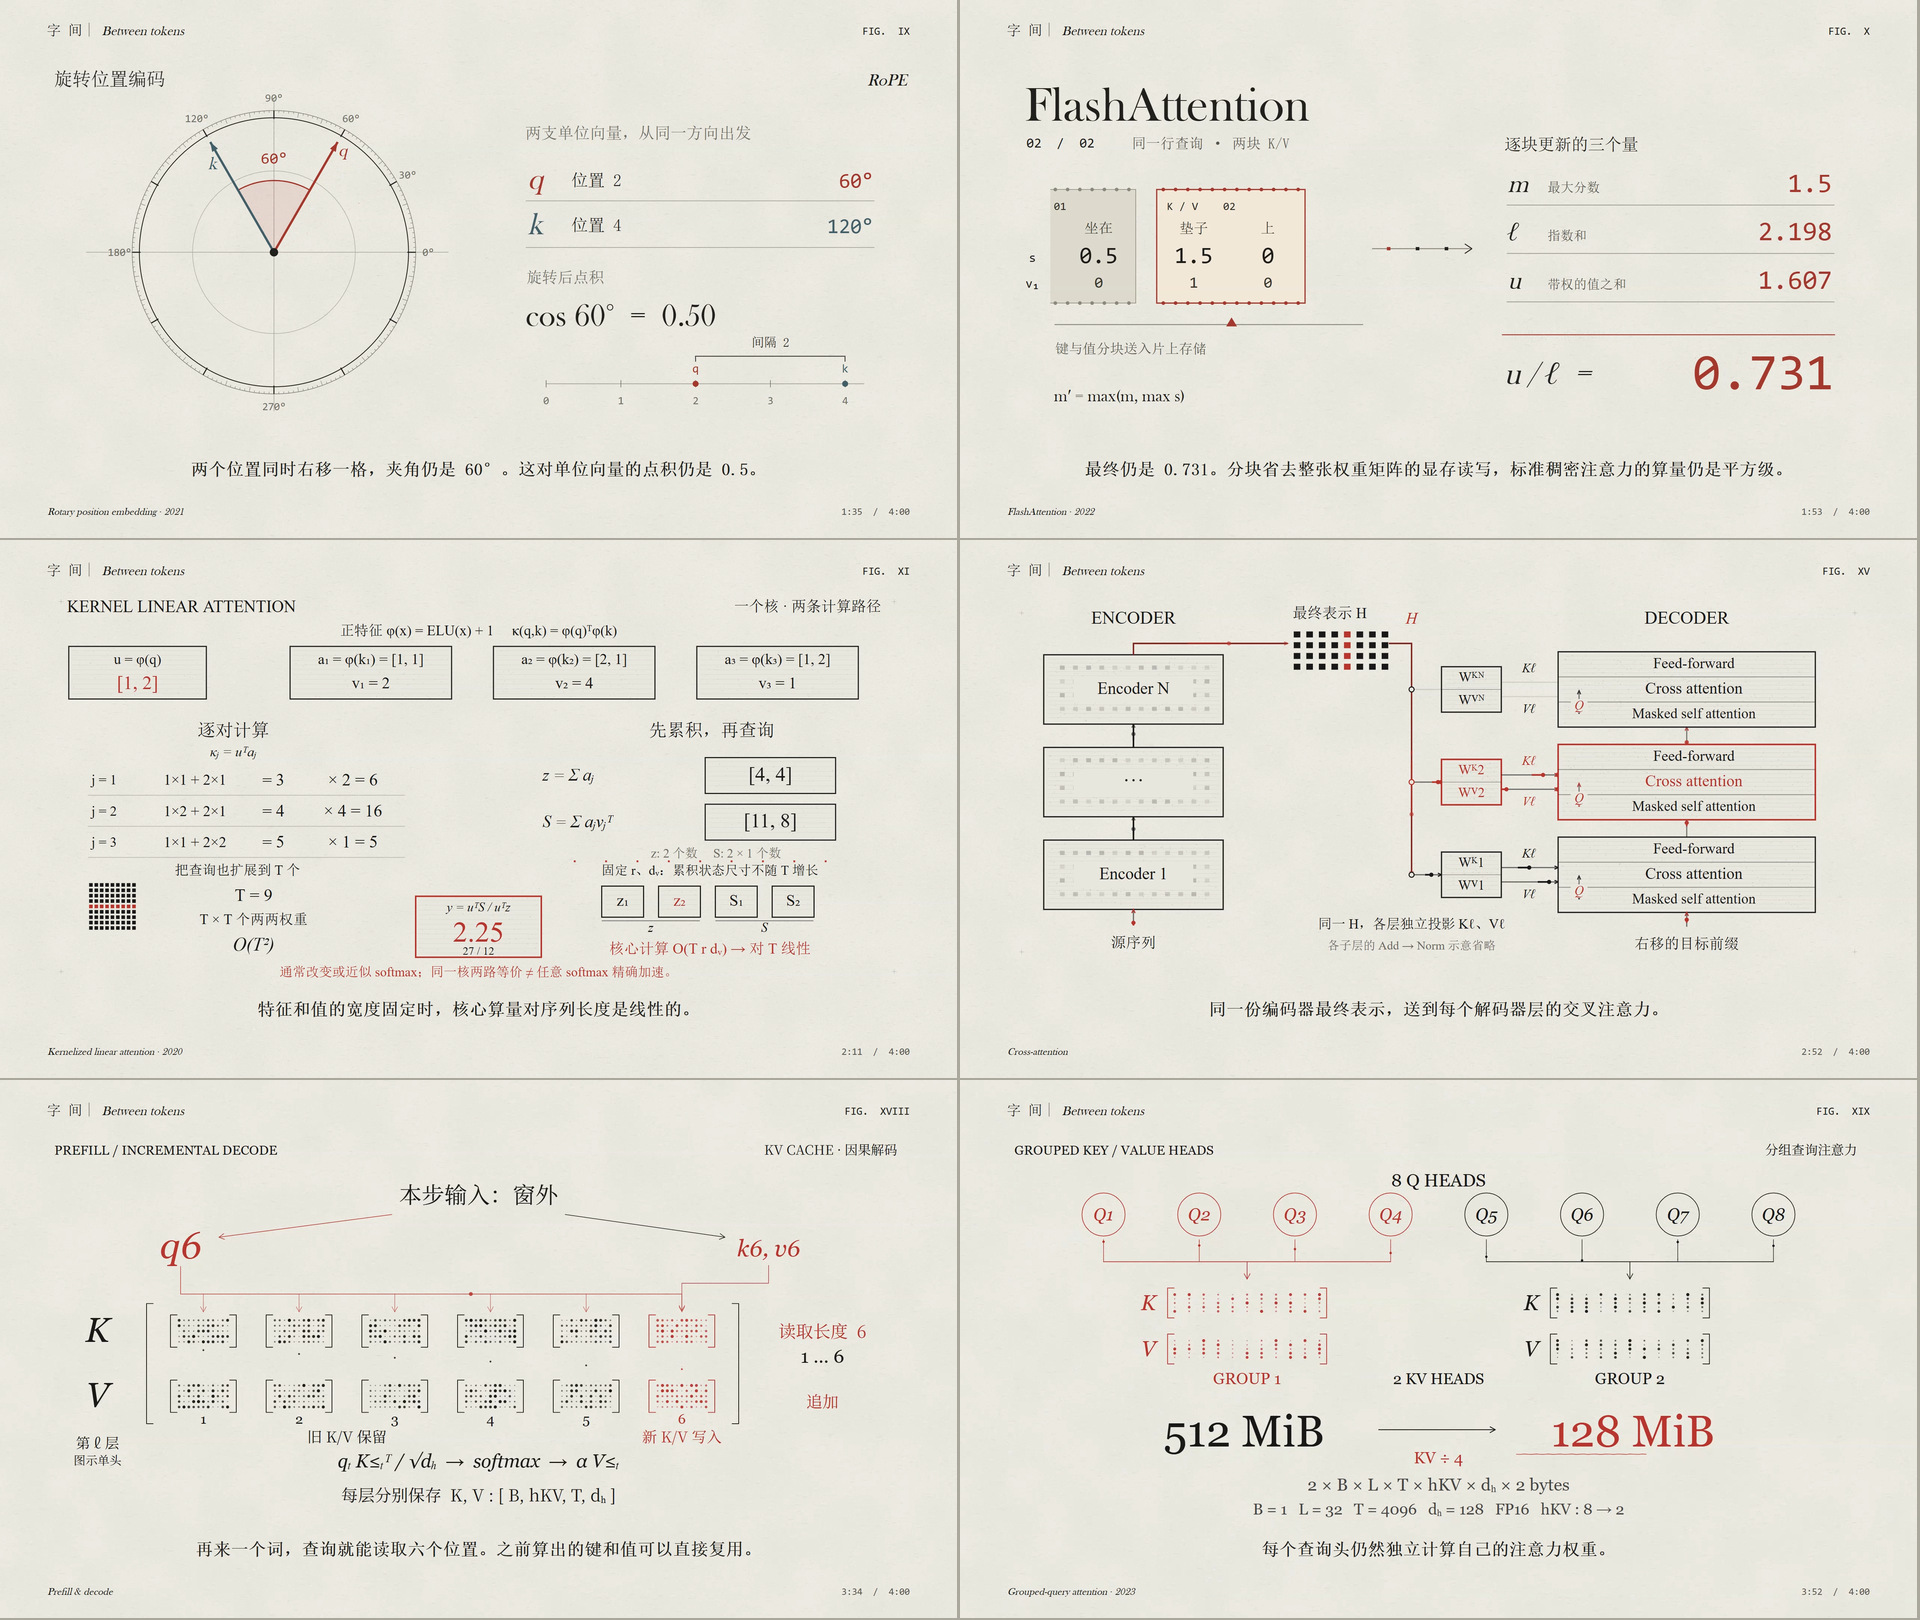 字 间 | Between tokens
FIG. IX
旋转位置编码
RoPE
90°
120°
60°
60°
k
q
30°
180°
0°
270°
两支单位向量，从同一方向出发
q 位置 2 60°
k 位置 4 120°
旋转后点积
cos 60° = 0.50
间隔 2
q k
0 1 2 3 4
两个位置同时右移一格，夹角仍是 60° 。这对单位向量的点积仍是 0.5。
Rotary position embedding · 2021
1:35 / 4:00
字 间 | Between tokens
FIG. X
FlashAttention
02 / 02 同一行查询 • 两块 K/V
01
坐在
K / V 02
垫子 上
s 0.5 1.5 0
v₁ 0 1 0
键与值分块送入片上存储
m′ = max(m, max s)
逐块更新的三个量
m 最大分数 1.5
ℓ 指数和 2.198
u 带权的值之和 1.607
u/ℓ = 0.731
最终仍是 0.731。分块省去整张权重矩阵的显存读写，标准稠密注意力的算量仍是平方级。
FlashAttention · 2022
1:53 / 4:00
字 间 | Between tokens
FIG. XI
KERNEL LINEAR ATTENTION
一个核 · 两条计算路径
正特征 φ(x) = ELU(x) + 1 κ(q,k) = φ(q)ᵀφ(k)
u = φ(q)
[1, 2]
a₁ = φ(k₁) = [1, 1]
v₁ = 2
a₂ = φ(k₂) = [2, 1]
v₂ = 4
a₃ = φ(k₃) = [1, 2]
v₃ = 1
逐对计算
κⱼ = uᵀaⱼ
j = 1 1×1 + 2×1 = 3 × 2 = 6
j = 2 1×2 + 2×1 = 4 × 4 = 16
j = 3 1×1 + 2×2 = 5 × 1 = 5
把查询也扩展到 T 个
T = 9
T × T 个两两权重
O(T²)
先累积，再查询
z = Σ aⱼ [4, 4]
S = Σ aⱼvⱼᵀ [11, 8]
z: 2 个数 S: 2 × 1 个数
固定 r、dᵥ：累积状态尺寸不随 T 增长
z₁ z₂ S₁ S₂
z S
核心计算 O(T r dᵥ) → 对 T 线性
y = uᵀS / uᵀz
2.25
27 / 12
通常改变或近似 softmax；同一核两路等价 ≠ 任意 softmax 精确加速。
特征和值的宽度固定时，核心算量对序列长度是线性的。
Kernelized linear attention · 2020
2:11 / 4:00
字 间 | Between tokens
FIG. XV
ENCODER
最终表示 H
H
DECODER
Encoder N
…
Encoder 1
源序列
Wᴷᴺ
Wⱽᴺ
Kℓ
Vℓ
Feed-forward
Cross attention
Masked self attention
Q
Wᴷ2
Wⱽ2
Kℓ
Vℓ
Feed-forward
Cross attention
Masked self attention
Q
Wᴷ1
Wⱽ1
Kℓ
Vℓ
Feed-forward
Cross attention
Masked self attention
Q
同一 H，各层独立投影 Kℓ、Vℓ
各子层的 Add → Norm 示意省略
右移的目标前缀
同一份编码器最终表示，送到每个解码器层的交叉注意力。
Cross-attention
2:52 / 4:00
字 间 | Between tokens
FIG. XVIII
PREFILL / INCREMENTAL DECODE
KV CACHE · 因果解码
本步输入：窗外
q6
k6, v6
K
V
读取长度 6
1 … 6
追加
1 2 3 4 5 6
旧 K/V 保留
新 K/V 写入
第 ℓ 层
图示单头
qₜ K≤ₜᵀ / √dₕ → softmax → α V≤ₜ
每层分别保存 K, V : [ B, hKV, T, dₕ ]
再来一个词，查询就能读取六个位置。之前算出的键和值可以直接复用。
Prefill & decode
3:34 / 4:00
字 间 | Between tokens
FIG. XIX
GROUPED KEY / VALUE HEADS
分组查询注意力
8 Q HEADS
Q1 Q2 Q3 Q4 Q5 Q6 Q7 Q8
K K
V V
GROUP 1 2 KV HEADS GROUP 2
512 MiB
KV ÷ 4
128 MiB
2 × B × L × T × hKV × dₕ × 2 bytes
B = 1 L = 32 T = 4096 dₕ = 128 FP16 hKV : 8 → 2
每个查询头仍然独立计算自己的注意力权重。
Grouped-query attention · 2023
3:52 / 4:00